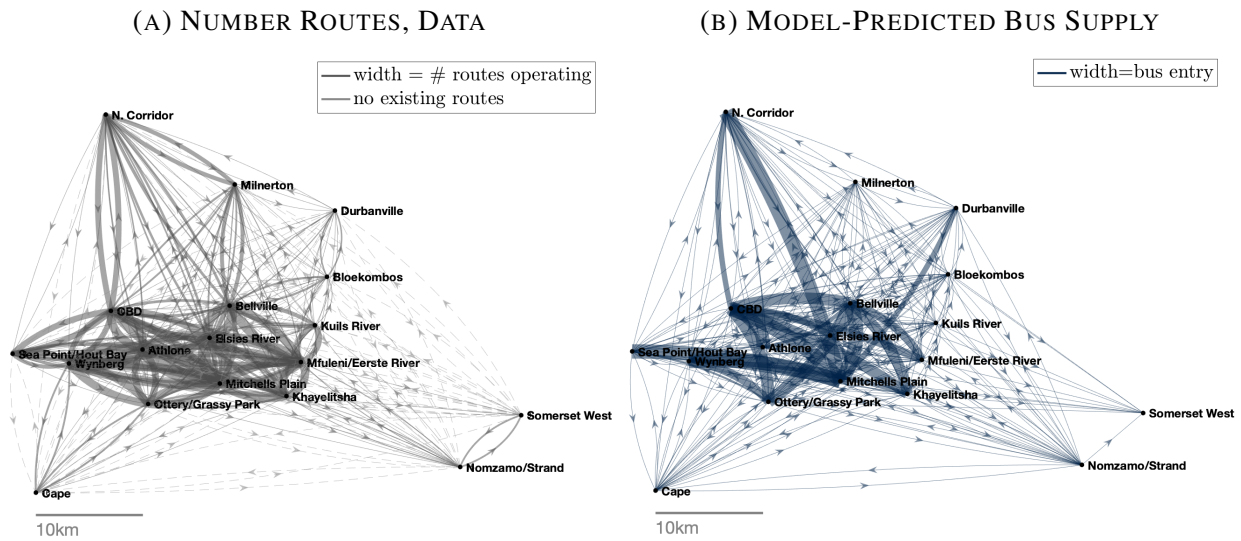 (A) NUMBER ROUTES, DATA
width = # routes operating
no existing routes
N. Corridor
Milnerton
Durbanville
Bloekombos
CBD
Bellville
Kuils River
Elsies River
Athlone
Sea Point/Hout Bay
Wynberg
Mfuleni/Eerste River
Mitchells Plain
Khayelitsha
Ottery/Grassy Park
Somerset West
Nomzamo/Strand
Cape
10km
(B) MODEL-PREDICTED BUS SUPPLY
width=bus entry
N. Corridor
Milnerton
Durbanville
Bloekombos
CBD
Bellville
Kuils River
Elsies River
Athlone
Sea Point/Hout Bay
Wynberg
Mfuleni/Eerste River
Mitchells Plain
Khayelitsha
Ottery/Grassy Park
Somerset West
Nomzamo/Strand
Cape
10km